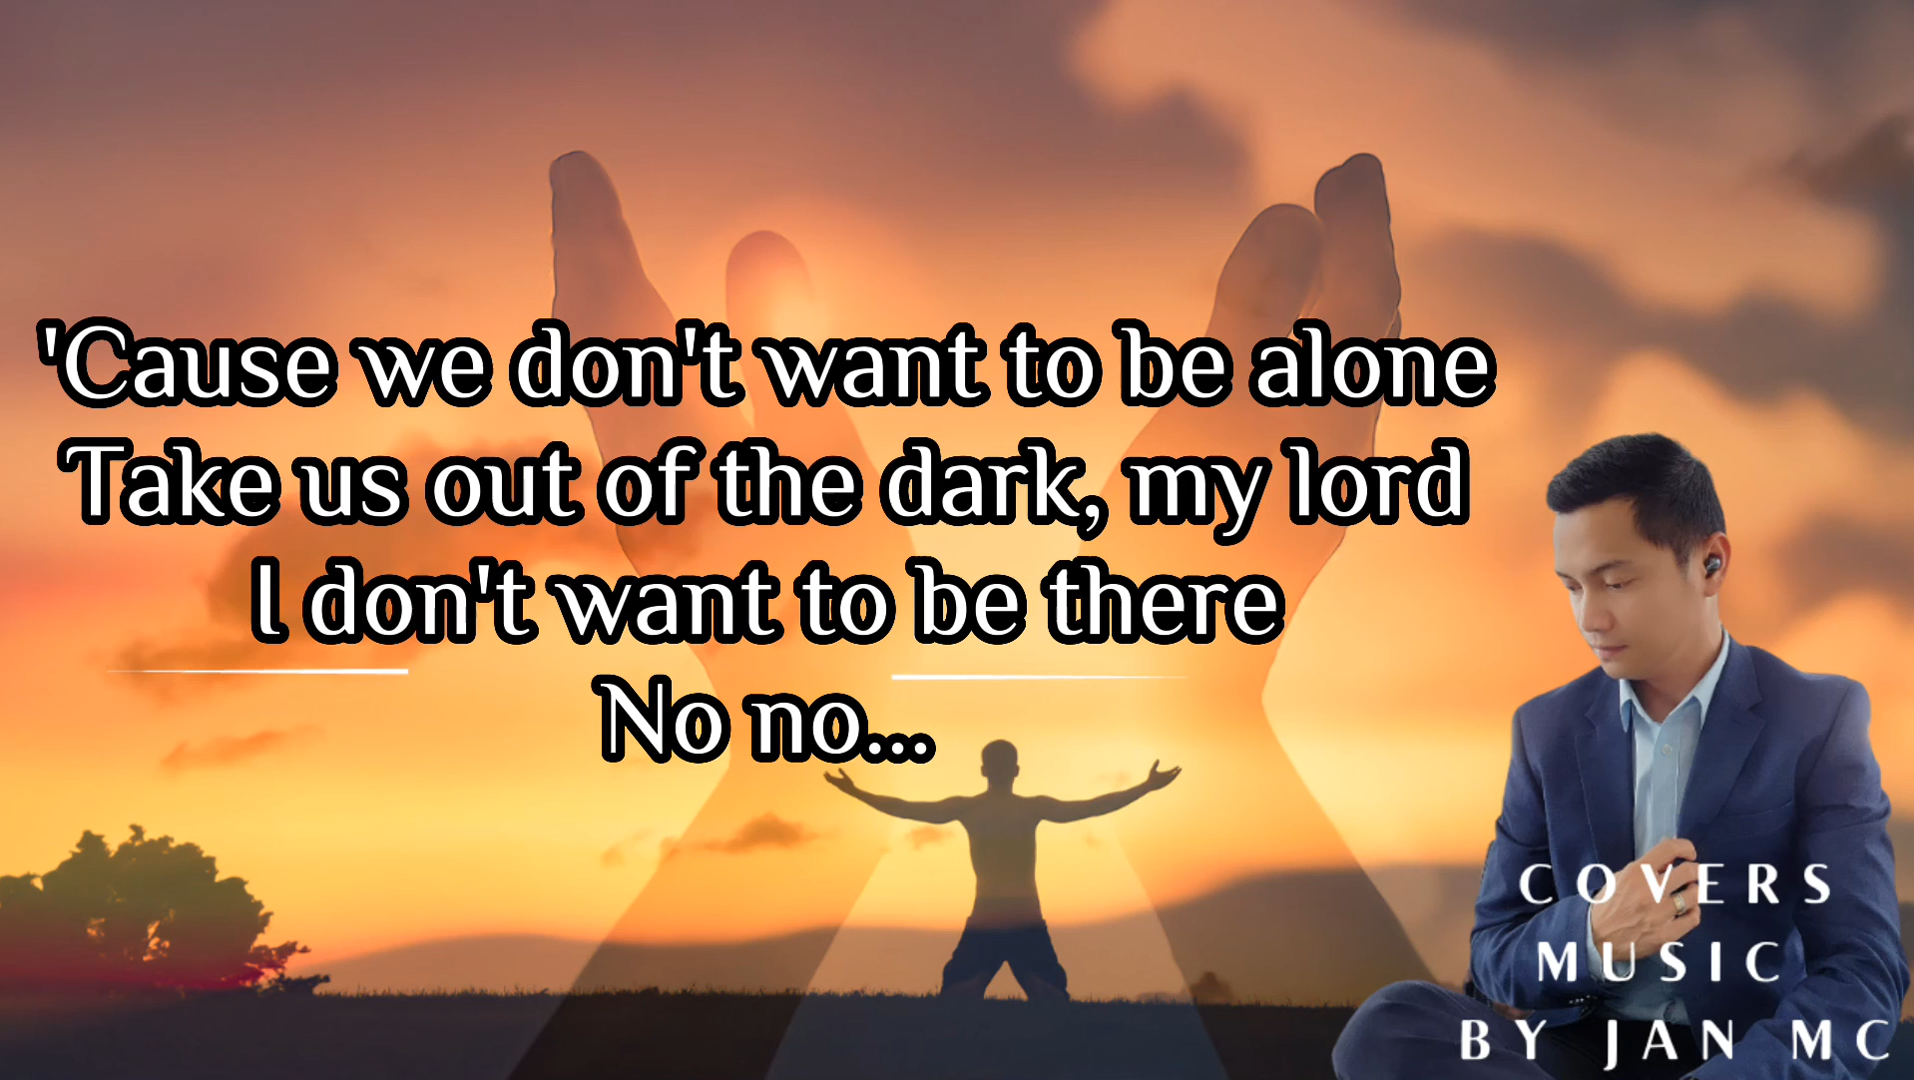 'Cause we don't want to be alone
Take us out of the dark, my lord
I don't want to be there
No no...
COVERS
MUSIC
BY JAN MC